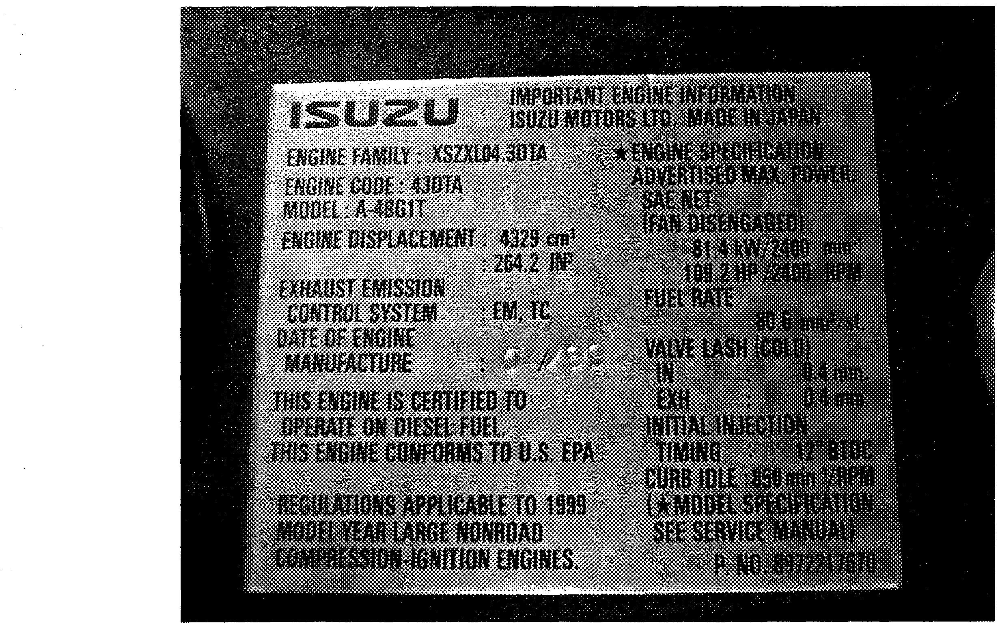 ISUZU
IMPORTANT ENGINE INFORMATION
ISUZU MOTORS LTD. MADE IN JAPAN
ENGINE FAMILY : XSZXL04.3DTA
ENGINE CODE : 43DTA
MODEL : A-4BG1T
ENGINE DISPLACEMENT : 4329 cm³
: 264.2 IN³
EXHAUST EMISSION
CONTROL SYSTEM : EM, TC
DATE OF ENGINE
MANUFACTURE :
THIS ENGINE IS CERTIFIED TO
OPERATE ON DIESEL FUEL.
THIS ENGINE CONFORMS TO U.S. EPA
REGULATIONS APPLICABLE TO 1999
MODEL YEAR LARGE NONROAD
COMPRESSION-IGNITION ENGINES.
★ENGINE SPECIFICATION
ADVERTISED MAX. POWER
SAE NET
(FAN DISENGAGED)
81.4 kW/2400 min⁻¹
109.2 HP/2400 RPM
FUEL RATE
80.6 mm³/st.
VALVE LASH (COLD)
IN : 0.4 mm
EXH : 0.4 mm
INITIAL INJECTION
TIMING : 12° BTDC
CURB IDLE : 850 min⁻¹/RPM
(★MODEL SPECIFICATION
SEE SERVICE MANUAL)
P. NO. 8972217670